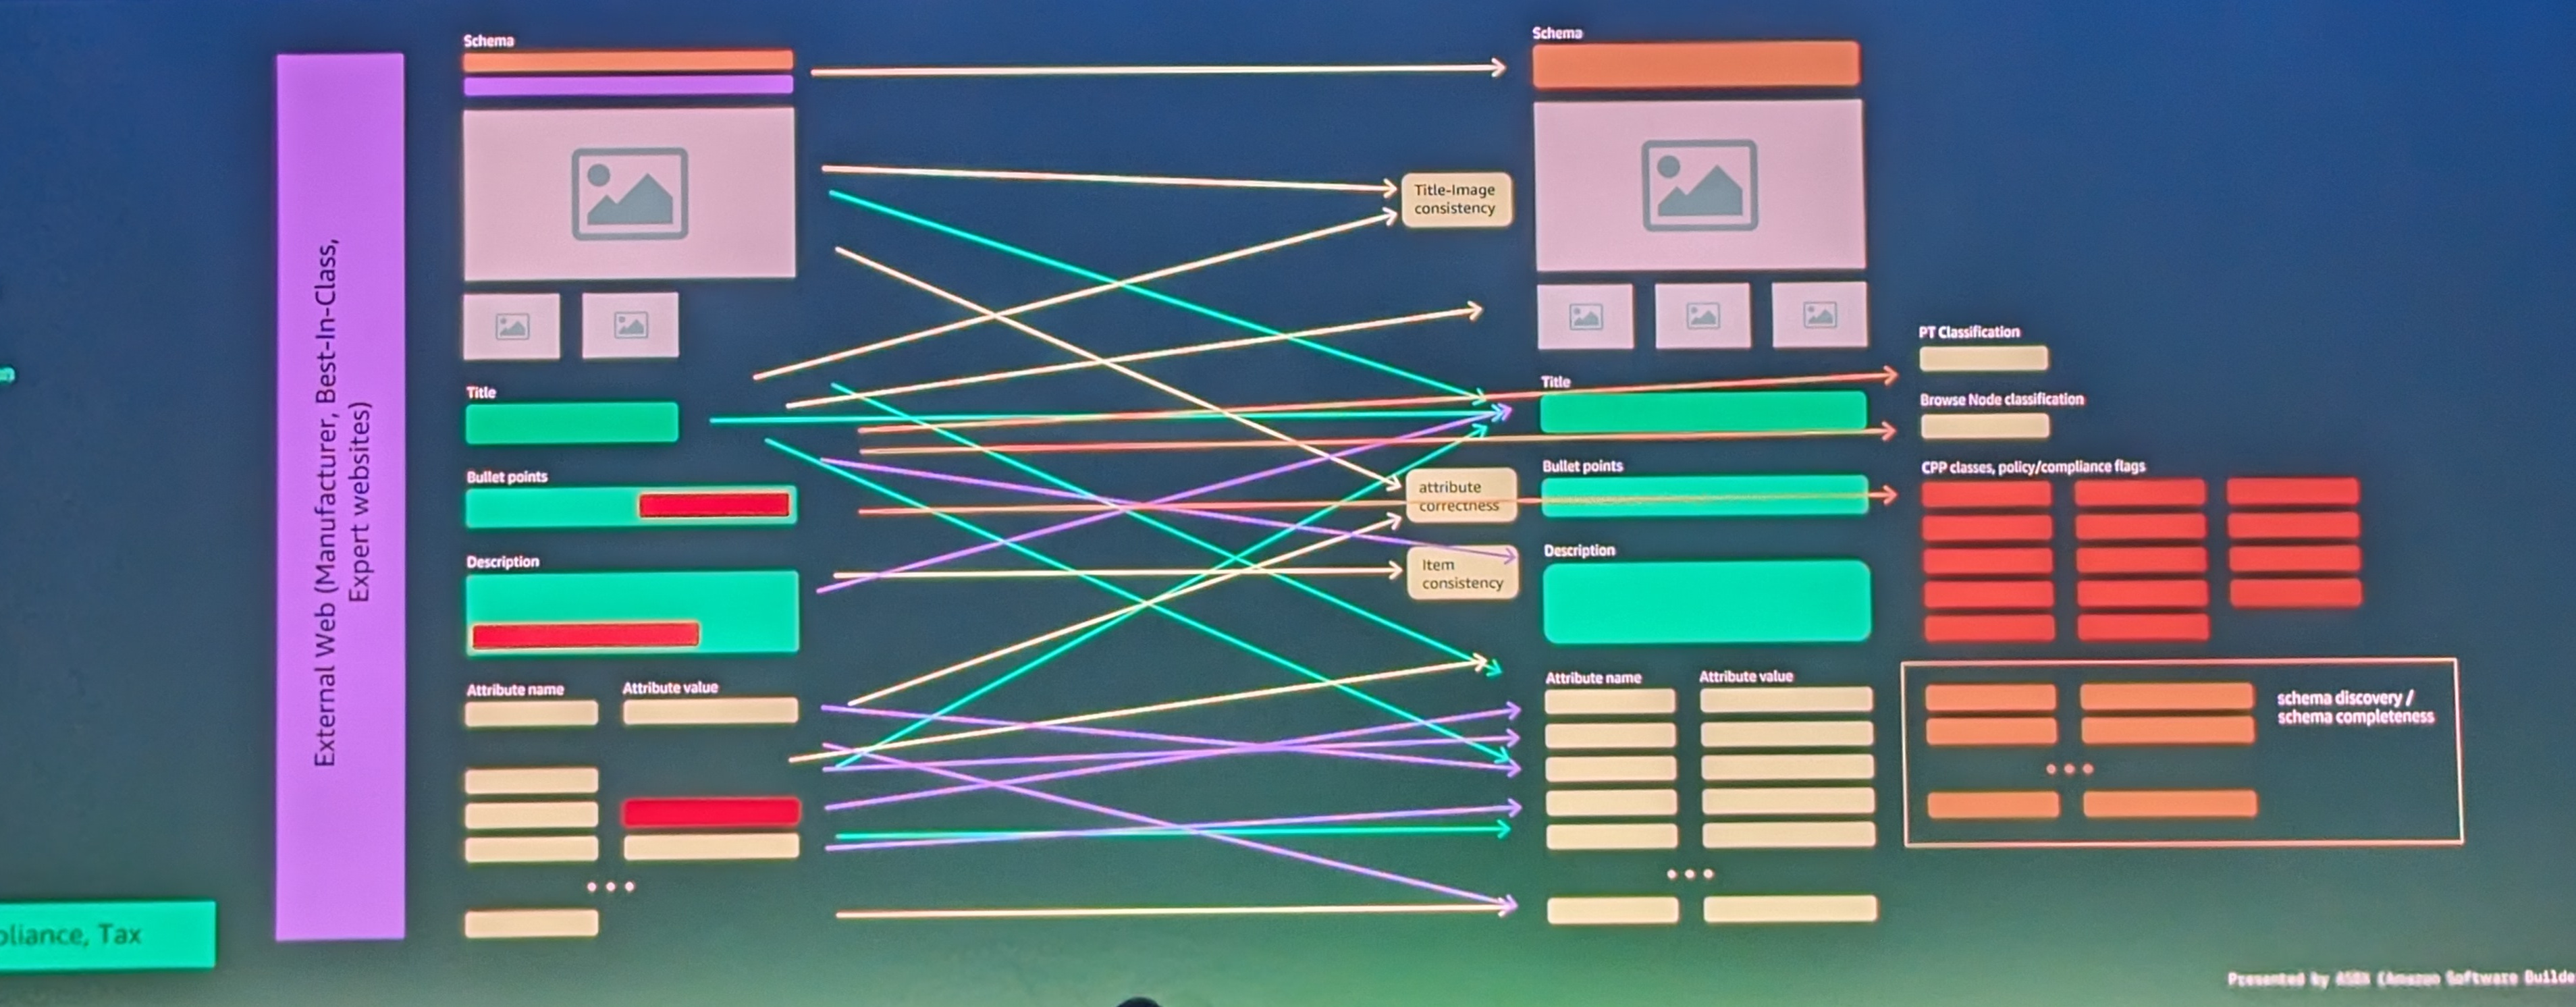 External Web (Manufacturer, Best-In-Class,
Expert websites)
pliance, Tax
Schema
Title
Bullet points
Description
Attribute name
Attribute value
Title-Image
consistency
attribute
correctness
Item
consistency
Schema
Title
Bullet points
Description
Attribute name
Attribute value
PT Classification
Browse Node classification
CPP classes, policy/compliance flags
schema discovery /
schema completeness
Presented by ASBX (Amazon Software Builde